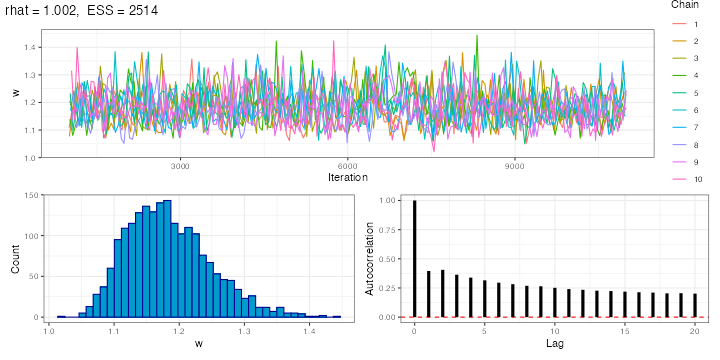 rhat = 1.002, ESS = 2514
Chain
1
2
3
4
5
6
7
8
9
10
w
1.4
1.3
1.2
1.1
1.0
3000 6000 9000
Iteration
Count
150
100
50
0
1.0 1.1 1.2 1.3 1.4
w
Autocorrelation
1.00
0.75
0.50
0.25
0.00
0 5 10 15 20
Lag